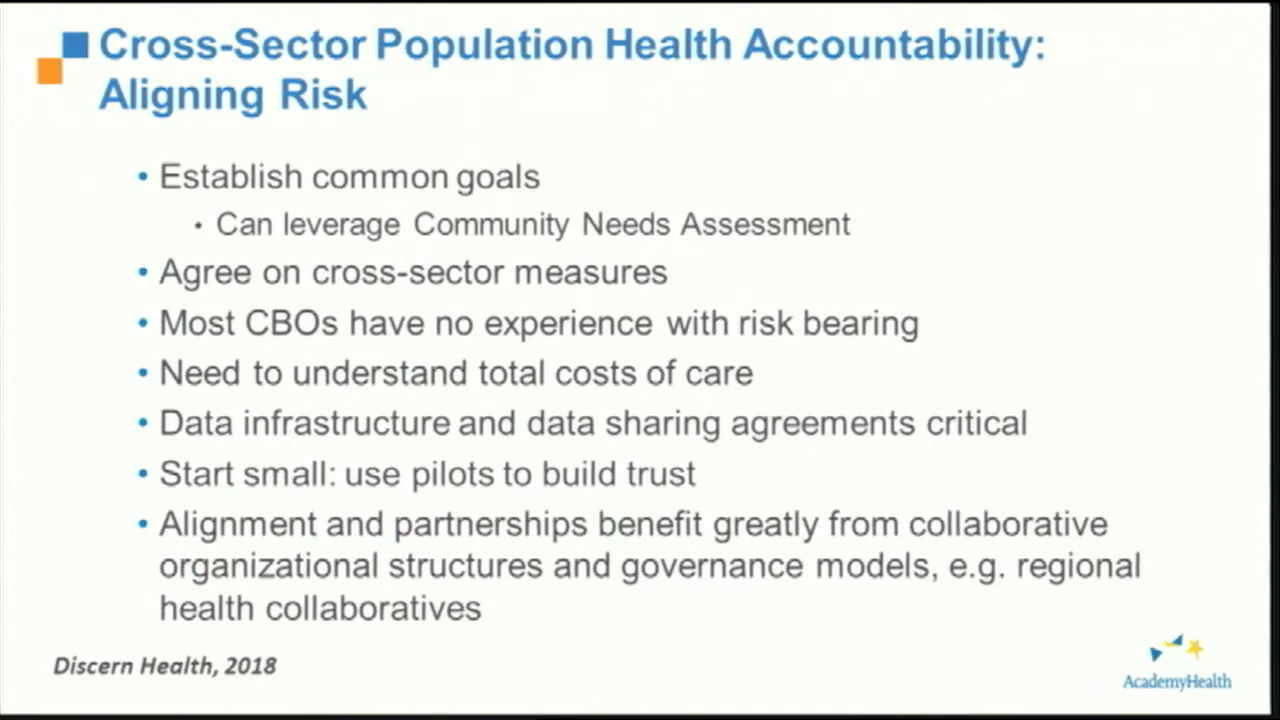 Cross-Sector Population Health Accountability:
Aligning Risk
• Establish common goals
• Can leverage Community Needs Assessment
• Agree on cross-sector measures
• Most CBOs have no experience with risk bearing
• Need to understand total costs of care
• Data infrastructure and data sharing agreements critical
• Start small: use pilots to build trust
• Alignment and partnerships benefit greatly from collaborative
organizational structures and governance models, e.g. regional
health collaboratives
Discern Health, 2018
AcademyHealth